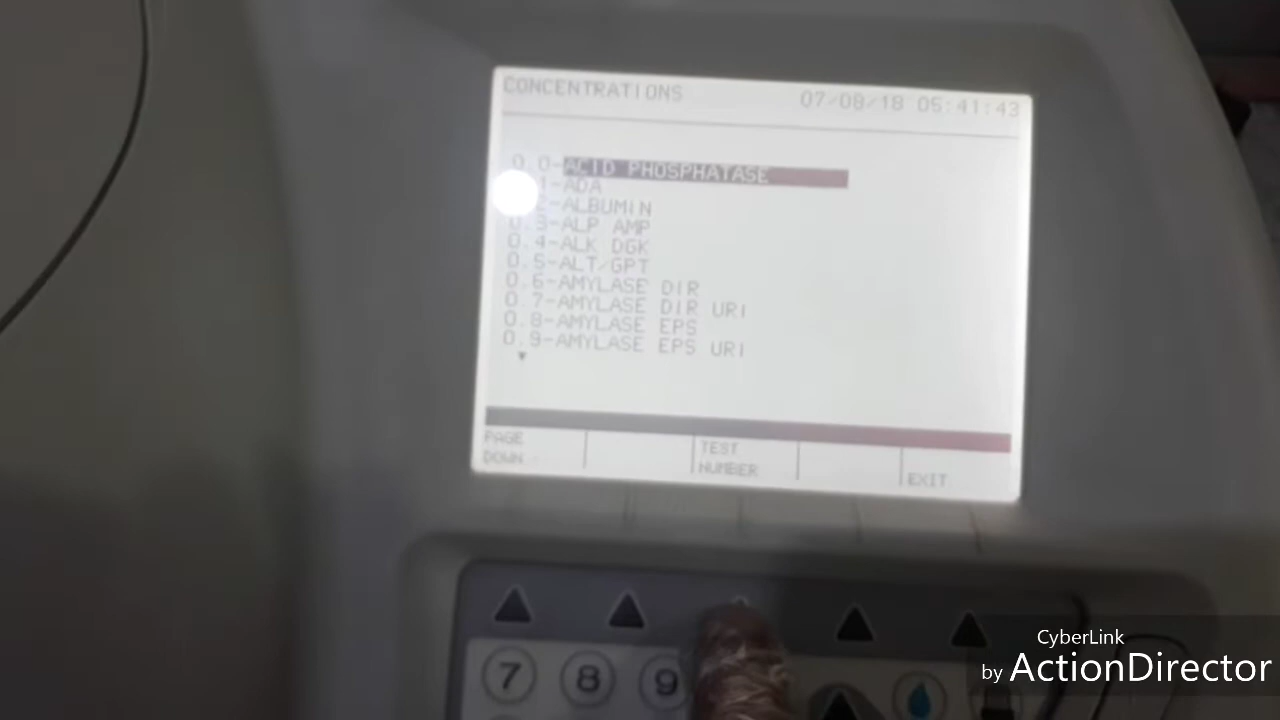 CONCENTRATIONS 07/08/18 05:41:43
0.0-ACID PHOSPHATASE
1-ADA
2-ALBUMIN
0.3-ALP AMP
0.4-ALK DGK
0.5-ALT/GPT
0.6-AMYLASE DIR
0.7-AMYLASE DIR URI
0.8-AMYLASE EPS
0.9-AMYLASE EPS URI
PAGE
DOWN
TEST
NUMBER
EXIT
7 8 9
CyberLink
by ActionDirector